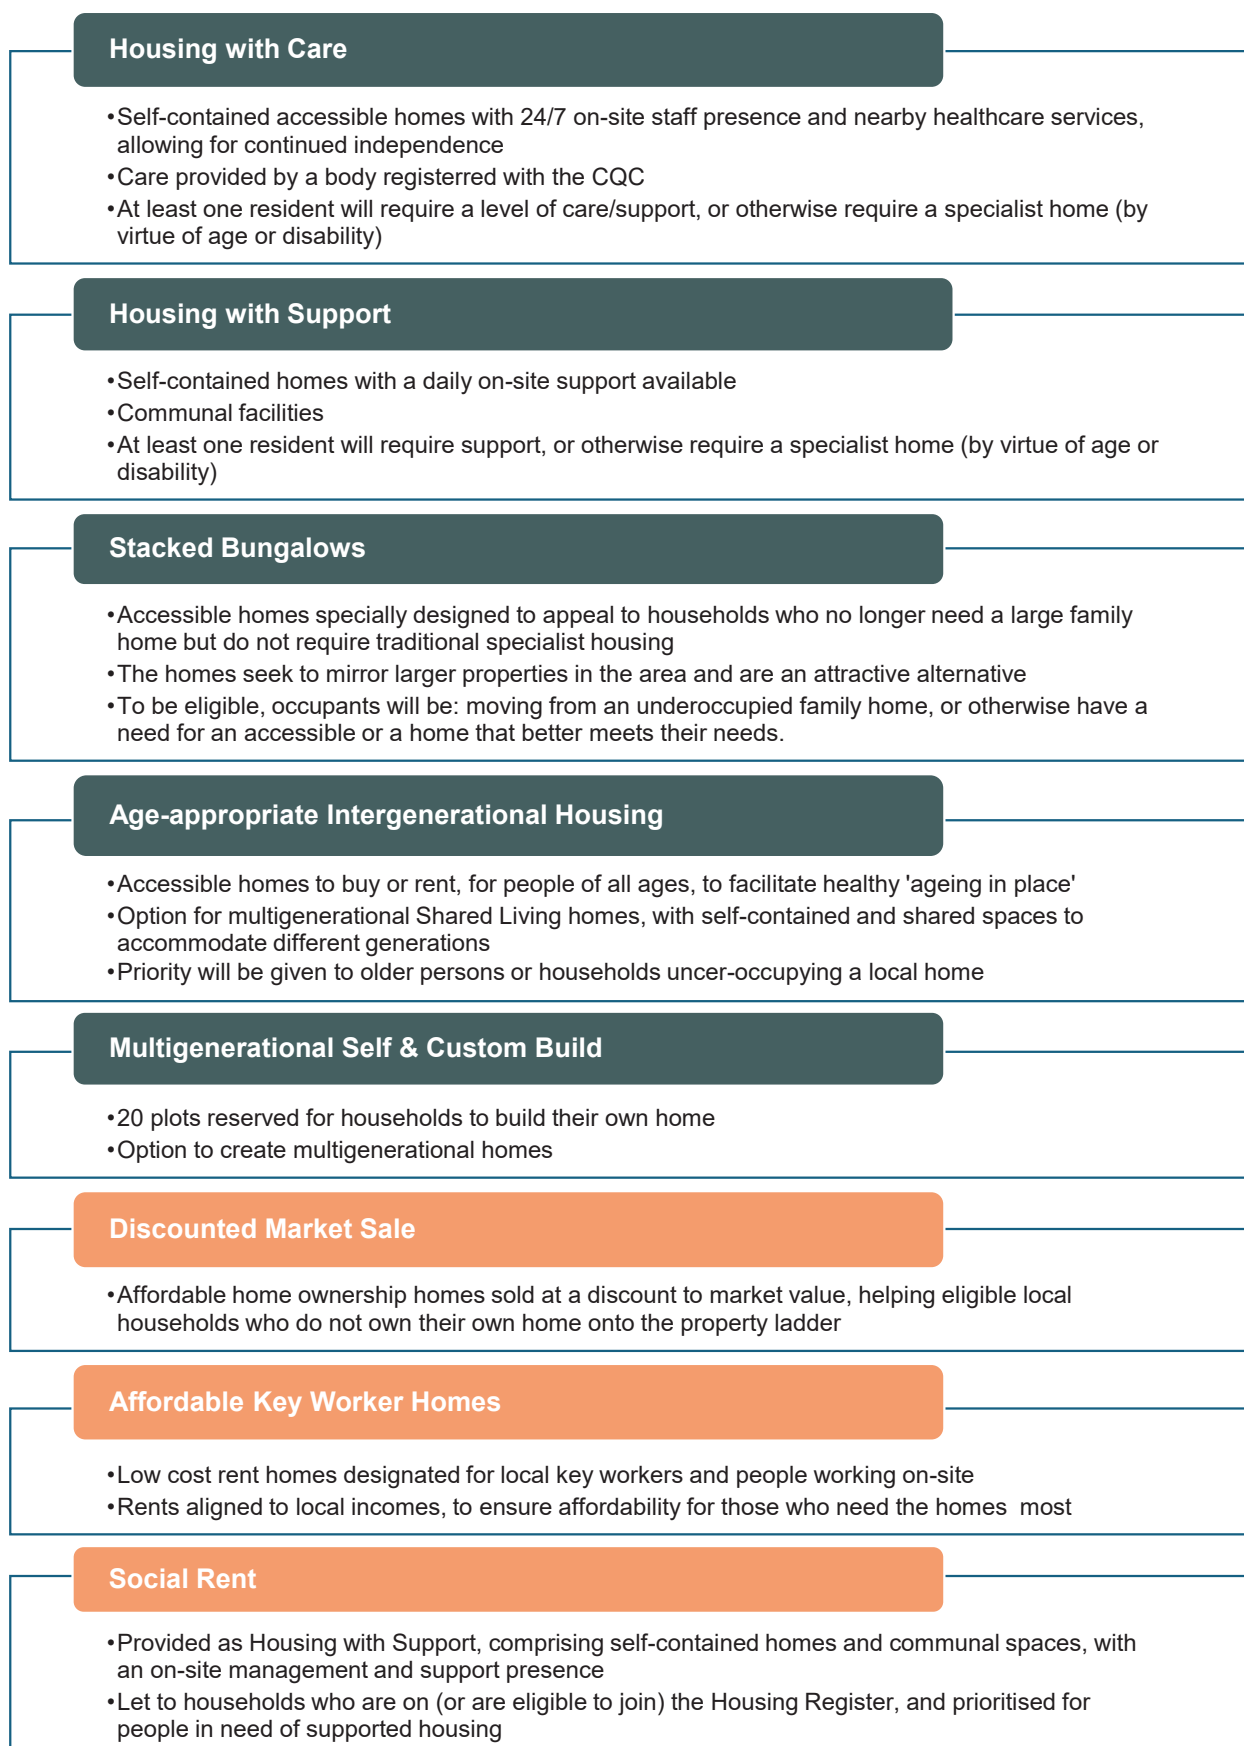 Housing with Care
•Self-contained accessible homes with 24/7 on-site staff presence and nearby healthcare services,
allowing for continued independence
•Care provided by a body registerred with the CQC
•At least one resident will require a level of care/support, or otherwise require a specialist home (by
virtue of age or disability)
Housing with Support
•Self-contained homes with a daily on-site support available
•Communal facilities
•At least one resident will require support, or otherwise require a specialist home (by virtue of age or
disability)
Stacked Bungalows
•Accessible homes specially designed to appeal to households who no longer need a large family
home but do not require traditional specialist housing
•The homes seek to mirror larger properties in the area and are an attractive alternative
•To be eligible, occupants will be: moving from an underoccupied family home, or otherwise have a
need for an accessible or a home that better meets their needs.
Age-appropriate Intergenerational Housing
•Accessible homes to buy or rent, for people of all ages, to facilitate healthy 'ageing in place'
•Option for multigenerational Shared Living homes, with self-contained and shared spaces to
accommodate different generations
•Priority will be given to older persons or households uncer-occupying a local home
Multigenerational Self & Custom Build
•20 plots reserved for households to build their own home
•Option to create multigenerational homes
Discounted Market Sale
•Affordable home ownership homes sold at a discount to market value, helping eligible local
households who do not own their own home onto the property ladder
Affordable Key Worker Homes
•Low cost rent homes designated for local key workers and people working on-site
•Rents aligned to local incomes, to ensure affordability for those who need the homes  most
Social Rent
•Provided as Housing with Support, comprising self-contained homes and communal spaces, with
an on-site management and support presence
•Let to households who are on (or are eligible to join) the Housing Register, and prioritised for
people in need of supported housing